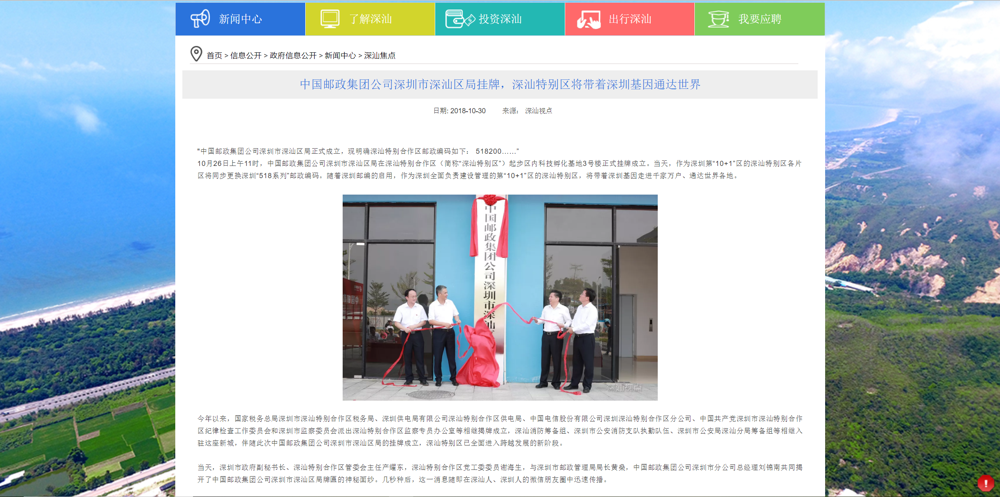 新闻中心
了解深汕
投资深汕
出行深汕
我要应聘
首页 > 信息公开 > 政府信息公开 > 新闻中心 > 深汕焦点
中国邮政集团公司深圳市深汕区局挂牌，深汕特别区将带着深圳基因通达世界
日期: 2018-10-30 来源： 深汕视点
"中国邮政集团公司深圳市深汕区局正式成立，现明确深汕特别合作区邮政编码如下： 518200……”
10月26日上午11时，中国邮政集团公司深圳市深汕区局在深汕特别合作区（简称“深汕特别区”）起步区内科技孵化基地3号楼正式挂牌成立。当天，作为深圳第“10+1”区的深汕特别区各片
区将同步更换深圳“518系列”邮政编码。随着深圳邮编的启用，作为深圳全面负责建设管理的第“10+1”区的深汕特别区，将带着深圳基因走进千家万户、通达世界各地。
中国邮政集团公司深圳市深汕
深汕视点
今年以来，国家税务总局深圳市深汕特别合作区税务局、深圳供电局有限公司深汕特别合作区供电局、中国电信股份有限公司深圳深汕特别合作区分公司、中国共产党深圳市深汕特别合作
区纪律检查工作委员会和深圳市监察委员会派出深汕特别合作区监察专员办公室等相继揭牌成立，深汕消防筹备组、深圳市公安消防支队执勤队伍、深圳市公安局深汕分局筹备组等相继入
驻这座新城，伴随此次中国邮政集团公司深圳市深汕区局的挂牌成立，深汕特别区已全面进入跨越发展的新阶段。
当天，深圳市政府副秘书长、深汕特别合作区管委会主任产耀东，深汕特别合作区党工委委员谢海生，与深圳市邮政管理局局长黄燊，中国邮政集团公司深圳市分公司总经理刘锦南共同揭
开了中国邮政集团公司深圳市深汕区局牌匾的神秘面纱。几秒种后，这一消息随即在深汕人、深圳人的微信朋友圈中迅速传播。